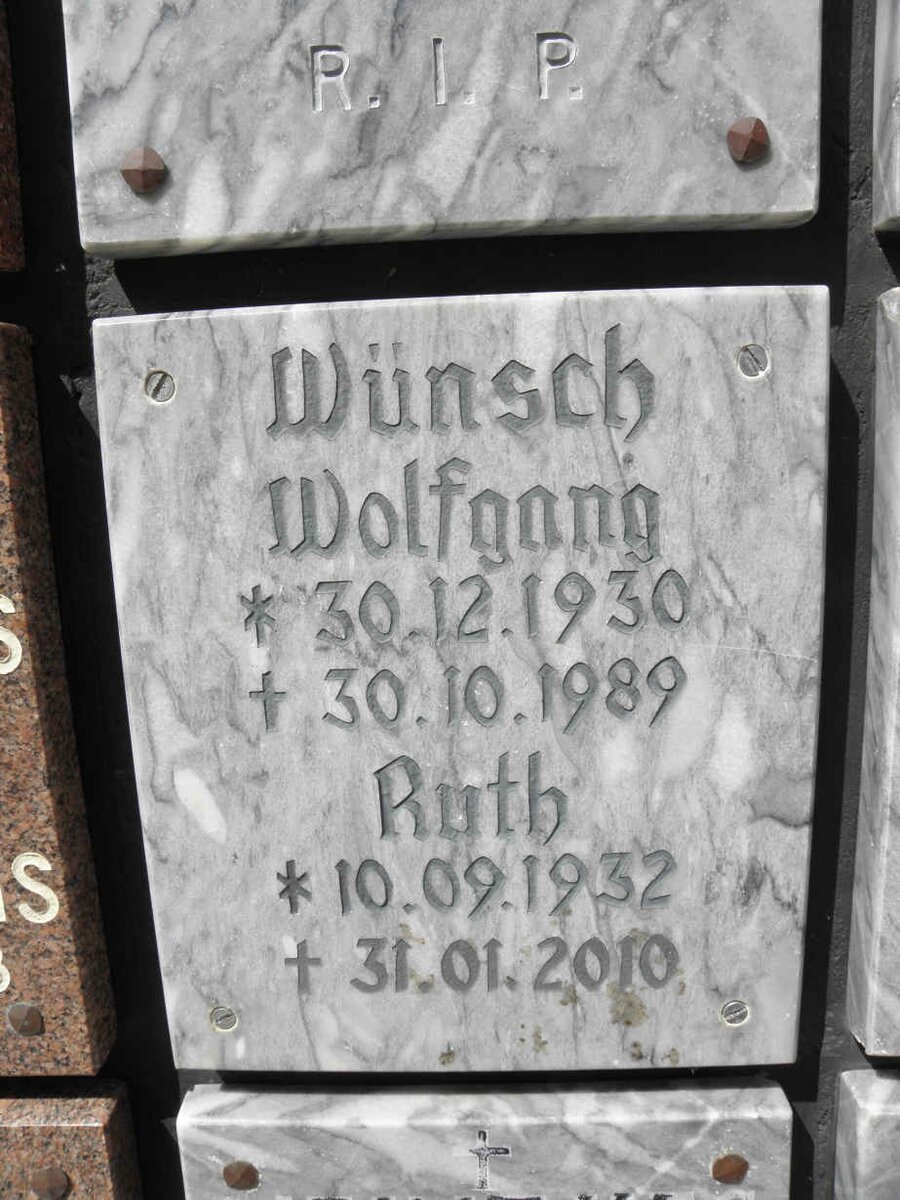 R. I. P.
Wünsch
Wolfgang
* 30.12.1930
† 30.10.1989
Ruth
* 10.09.1932
† 31.01.2010